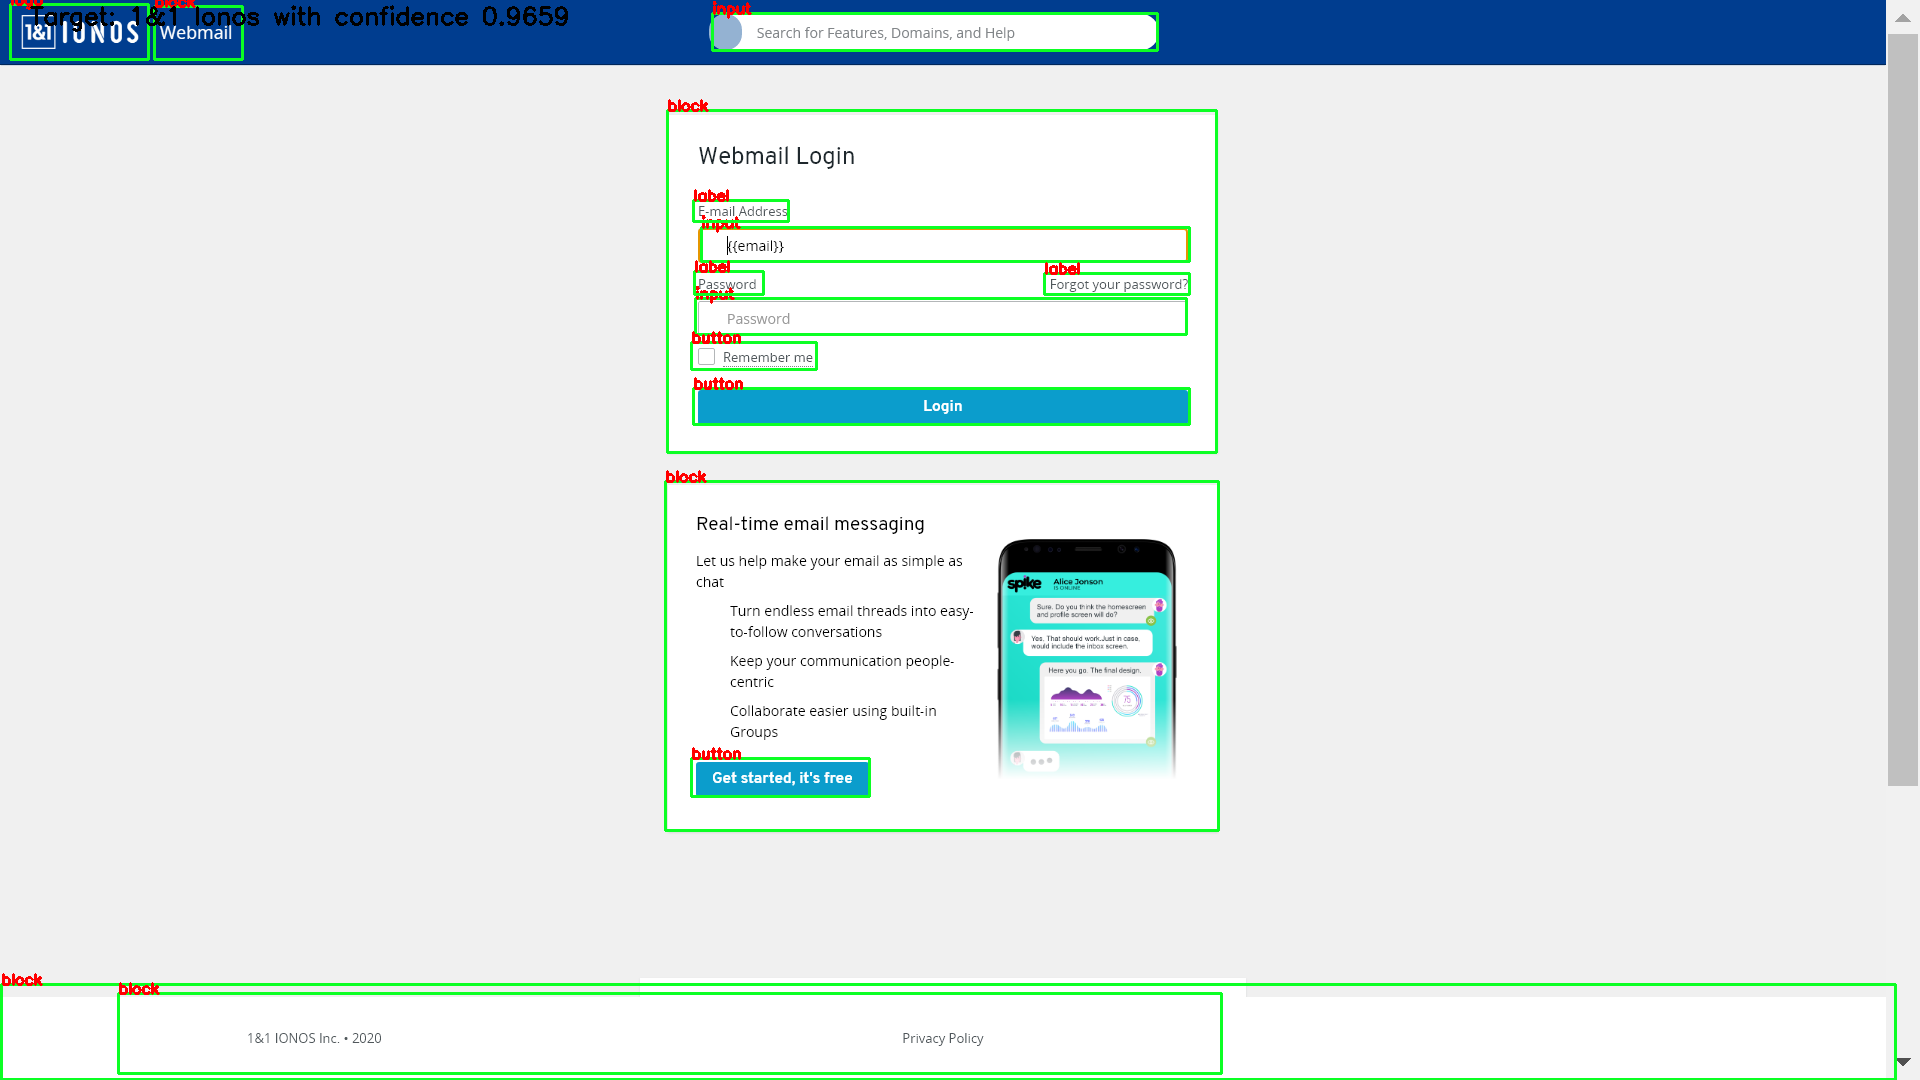 logo
block
Target: 1&1 Ionos with confidence 0.9659
1&1 IONOS
Webmail
input
Search for Features, Domains, and Help
block
Webmail Login
label
E-mail Address
input
{{email}}
label
Password
label
Forgot your password?
input
Password
button
Remember me
button
Login
block
Real-time email messaging
Let us help make your email as simple as
chat
Turn endless email threads into easy-
to-follow conversations
Keep your communication people-
centric
Collaborate easier using built-in
Groups
button
Get started, it's free
spike
Alice Jonson
IS ONLINE
Sure. Do you think the homescreen
and profile screen will do?
Yes. That should work.Just in case,
would include the inbox screen.
Here you go. The final design.
75
block
block
1&1 IONOS Inc. • 2020
Privacy Policy